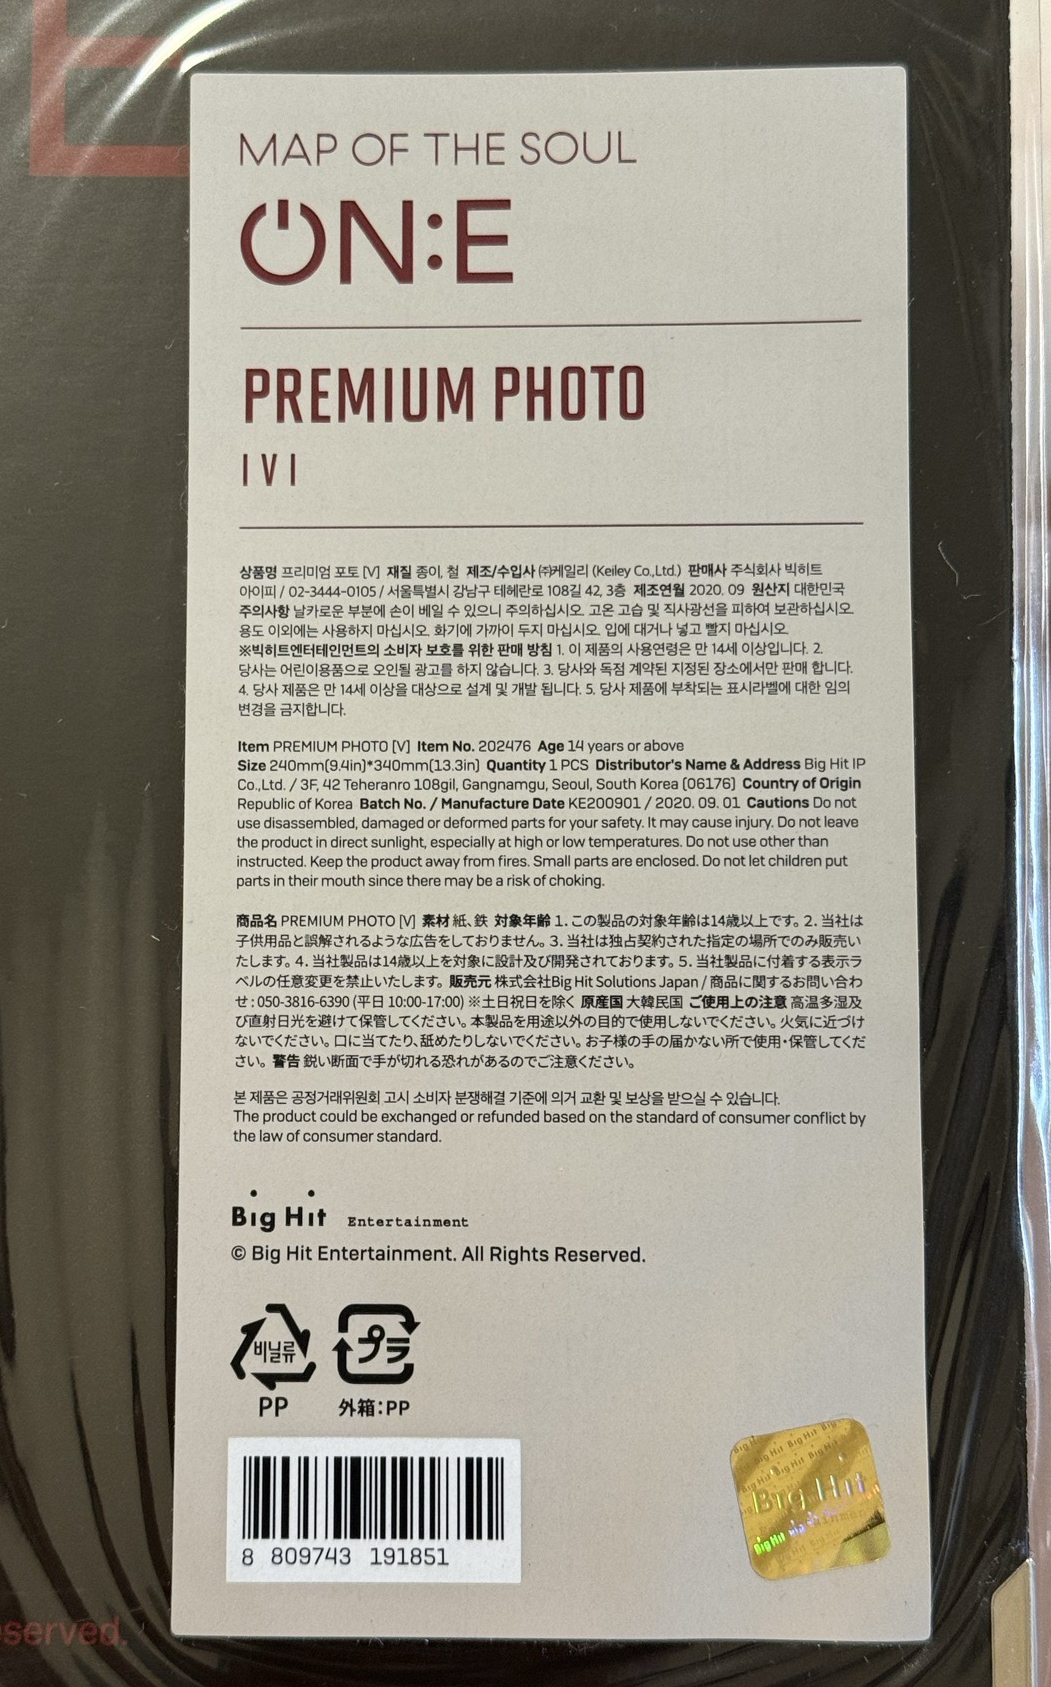 MAP OF THE SOUL
ON:E
PREMIUM PHOTO
I V I
상품명 프리미엄 포토 [V] 재질 종이, 철 제조/수입사 ㈜케일리 (Keiley Co.,Ltd.) 판매사 주식회사 빅히트
아이피 / 02-3444-0105 / 서울특별시 강남구 테헤란로 108길 42, 3층 제조연월 2020. 09 원산지 대한민국
주의사항 날카로운 부분에 손이 베일 수 있으니 주의하십시오. 고온 고습 및 직사광선을 피하여 보관하십시오.
용도 이외에는 사용하지 마십시오. 화기에 가까이 두지 마십시오. 입에 대거나 넣고 빨지 마십시오.
※빅히트엔터테인먼트의 소비자 보호를 위한 판매 방침 1. 이 제품의 사용연령은 만 14세 이상입니다. 2.
당사는 어린이용품으로 오인될 광고를 하지 않습니다. 3. 당사와 독점 계약된 지정된 장소에서만 판매 합니다.
4. 당사 제품은 만 14세 이상을 대상으로 설계 및 개발 됩니다. 5. 당사 제품에 부착되는 표시라벨에 대한 임의
변경을 금지합니다.
Item PREMIUM PHOTO [V] Item No. 202476 Age 14 years or above
Size 240mm(9.4in)*340mm(13.3in) Quantity 1 PCS Distributor's Name & Address Big Hit IP
Co.,Ltd. / 3F, 42 Teheranro 108gil, Gangnamgu, Seoul, South Korea (06176) Country of Origin
Republic of Korea Batch No. / Manufacture Date KE200901 / 2020. 09. 01 Cautions Do not
use disassembled, damaged or deformed parts for your safety. It may cause injury. Do not leave
the product in direct sunlight, especially at high or low temperatures. Do not use other than
instructed. Keep the product away from fires. Small parts are enclosed. Do not let children put
parts in their mouth since there may be a risk of choking.
商品名 PREMIUM PHOTO [V] 素材 紙、鉄 対象年齢 1. この製品の対象年齢は14歳以上です。2. 当社は
子供用品と誤解されるような広告をしておりません。3. 当社は独占契約された指定の場所でのみ販売い
たします。4. 当社製品は14歳以上を対象に設計及び開発されております。5. 当社製品に付着する表示ラ
ベルの任意変更を禁止いたします。 販売元 株式会社Big Hit Solutions Japan / 商品に関するお問い合わ
せ : 050-3816-6390 (平日 10:00-17:00) ※土日祝日を除く 原産国 大韓民国 ご使用上の注意 高温多湿及
び直射日光を避けて保管してください。本製品を用途以外の目的で使用しないでください。火気に近づけ
ないでください。口に当てたり、舐めたりしないでください。お子様の手の届かない所で使用・保管してくだ
さい。 警告 鋭い断面で手が切れる恐れがあるのでご注意ください。
본 제품은 공정거래위원회 고시 소비자 분쟁해결 기준에 의거 교환 및 보상을 받으실 수 있습니다.
The product could be exchanged or refunded based on the standard of consumer conflict by
the law of consumer standard.
Big Hit Entertainment
© Big Hit Entertainment. All Rights Reserved.
비닐류 プラ
PP 外箱:PP
8 809743 191851
Big Hit
served.